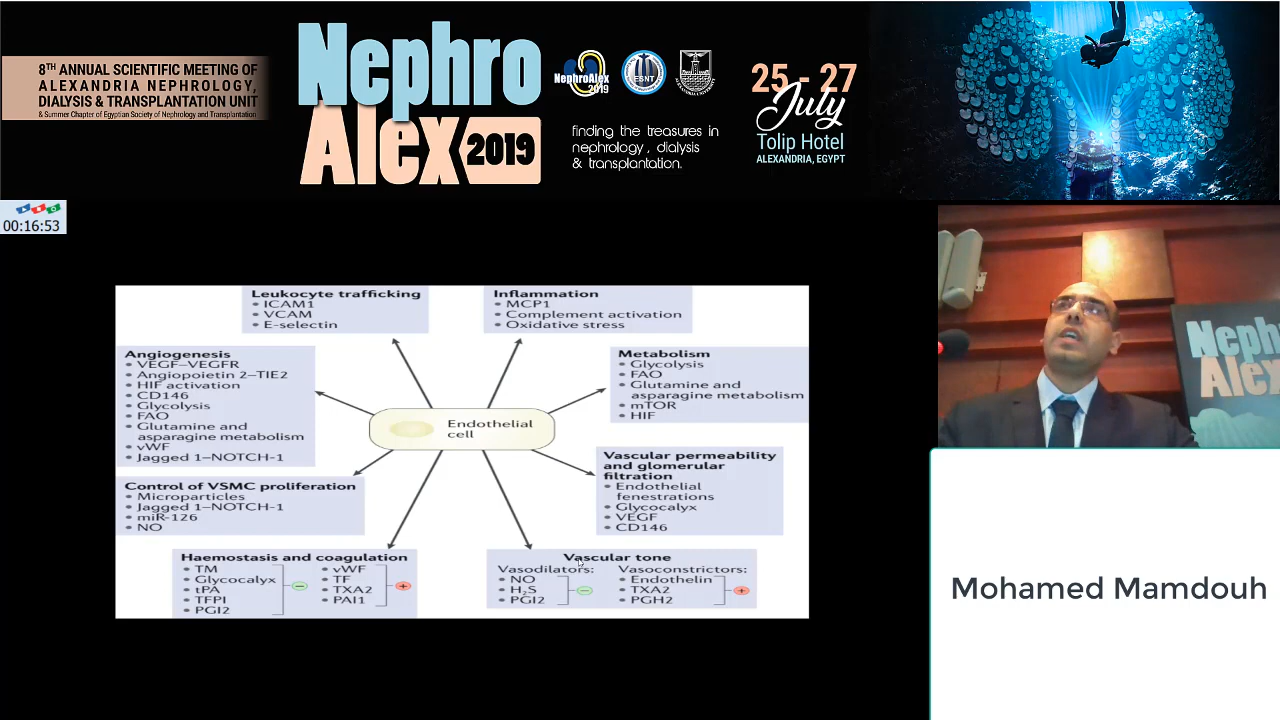 8TH ANNUAL SCIENTIFIC MEETING OF
ALEXANDRIA NEPHROLOGY,
DIALYSIS & TRANSPLANTATION UNIT
& Summer Chapter of Egyptian Society of Nephrology and Transplantation
Nephro
Alex 2019
NephroAlex
2019
ESNT
finding the treasures in
nephrology, dialysis
& transplantation.
25 - 27
July
Tolip Hotel
ALEXANDRIA, EGYPT
00:16:53
Leukocyte trafficking
• ICAM1
• VCAM
• E-selectin
Inflammation
• MCP1
• Complement activation
• Oxidative stress
Angiogenesis
• VEGF–VEGFR
• Angiopoietin 2–TIE2
• HIF activation
• CD146
• Glycolysis
• FAO
• Glutamine and
asparagine metabolism
• vWF
• Jagged 1–NOTCH-1
Metabolism
• Glycolysis
• FAO
• Glutamine and
asparagine metabolism
• mTOR
• HIF
Endothelial
cell
Vascular permeability
and glomerular
filtration
• Endothelial
fenestrations
• Glycocalyx
• VEGF
• CD146
Control of VSMC proliferation
• Microparticles
• Jagged 1–NOTCH-1
• miR-126
• NO
Haemostasis and coagulation
• TM
• Glycocalyx
• tPA
• TFPI
• PGI2
−
• vWF
• TF
• TXA2
• PAI1
+
Vascular tone
Vasodilators:
• NO
• H₂S
• PGI2
−
Vasoconstrictors:
• Endothelin
• TXA2
• PGH2
+
Neph
Alex
Mohamed Mamdouh